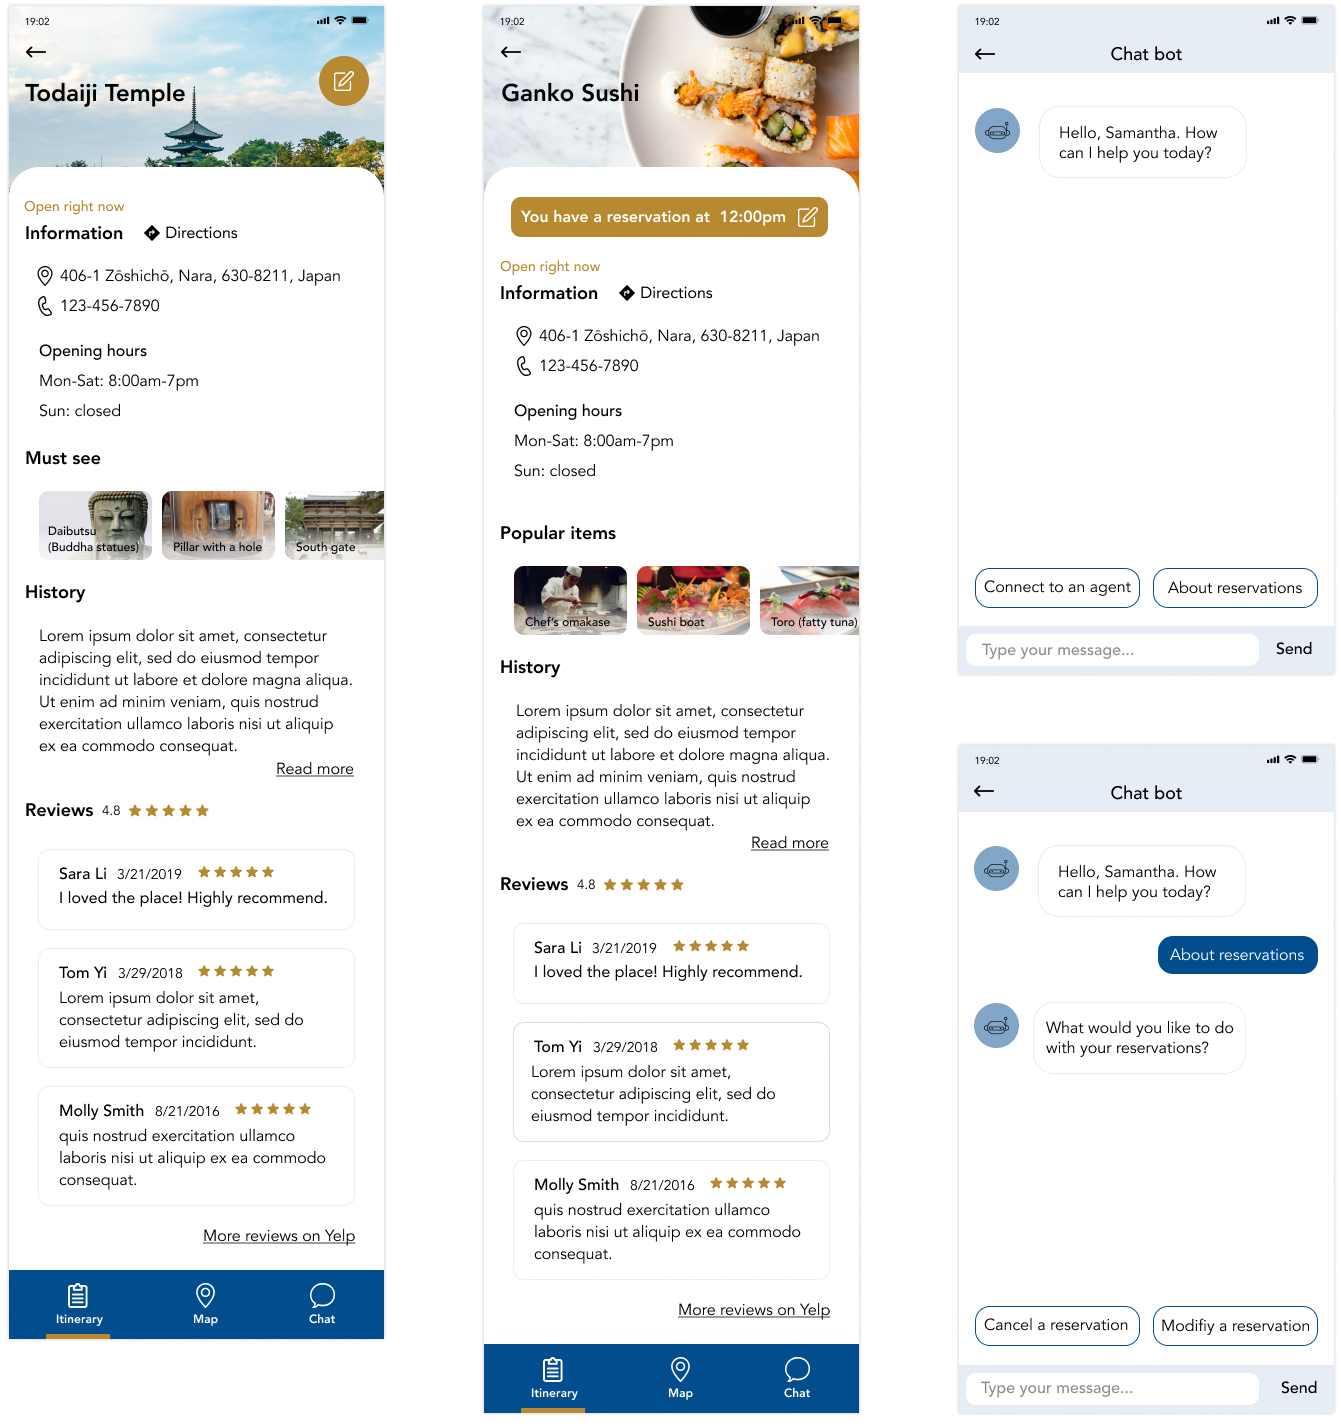 19:02
Todaiji Temple
Open right now
Information
Directions
406-1 Zōshichō, Nara, 630-8211, Japan
123-456-7890
Opening hours
Mon-Sat: 8:00am-7pm
Sun: closed
Must see
Daibutsu
(Buddha statues)
Pillar with a hole
South gate
History
Lorem ipsum dolor sit amet, consectetur
adipiscing elit, sed do eiusmod tempor
incididunt ut labore et dolore magna aliqua.
Ut enim ad minim veniam, quis nostrud
exercitation ullamco laboris nisi ut aliquip
ex ea commodo consequat.
Read more
Reviews 4.8
Sara Li 3/21/2019
I loved the place! Highly recommend.
Tom Yi 3/29/2018
Lorem ipsum dolor sit amet,
consectetur adipiscing elit, sed do
eiusmod tempor incididunt.
Molly Smith 8/21/2016
quis nostrud exercitation ullamco
laboris nisi ut aliquip ex ea commodo
consequat.
More reviews on Yelp
Itinerary
Map
Chat
19:02
Ganko Sushi
You have a reservation at 12:00pm
Open right now
Information
Directions
406-1 Zōshichō, Nara, 630-8211, Japan
123-456-7890
Opening hours
Mon-Sat: 8:00am-7pm
Sun: closed
Popular items
Chef's omakase
Sushi boat
Toro (fatty tuna)
History
Lorem ipsum dolor sit amet, consectetur
adipiscing elit, sed do eiusmod tempor
incididunt ut labore et dolore magna aliqua.
Ut enim ad minim veniam, quis nostrud
exercitation ullamco laboris nisi ut aliquip
ex ea commodo consequat.
Read more
Reviews 4.8
Sara Li 3/21/2019
I loved the place! Highly recommend.
Tom Yi 3/29/2018
Lorem ipsum dolor sit amet,
consectetur adipiscing elit, sed do
eiusmod tempor incididunt.
Molly Smith 8/21/2016
quis nostrud exercitation ullamco
laboris nisi ut aliquip ex ea commodo
consequat.
More reviews on Yelp
Itinerary
Map
Chat
19:02
Chat bot
Hello, Samantha. How
can I help you today?
Connect to an agent
About reservations
Type your message...
Send
19:02
Chat bot
Hello, Samantha. How
can I help you today?
About reservations
What would you like to do
with your reservations?
Cancel a reservation
Modifiy a reservation
Type your message...
Send